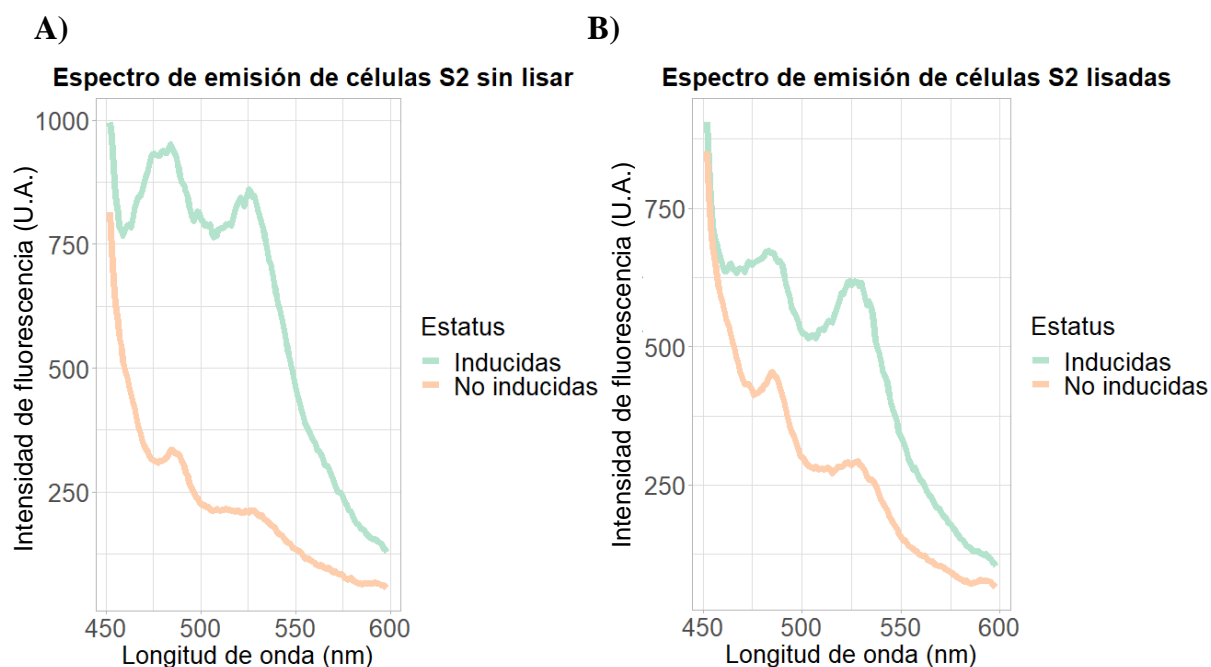 A)
Espectro de emisión de células S2 sin lisar
1000
750
500
250
Intensidad de fluorescencia (U.A.)
450 500 550 600
Longitud de onda (nm)
Estatus
Inducidas
No inducidas
B)
Espectro de emisión de células S2 lisadas
750
500
250
Intensidad de fluorescencia (U.A.)
450 500 550 600
Longitud de onda (nm)
Estatus
Inducidas
No inducidas